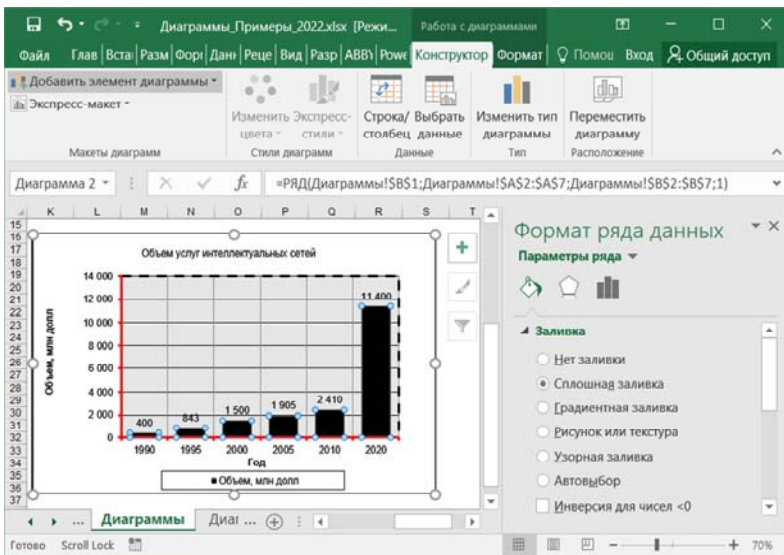 Диаграммы_Примеры_2022.xlsx [Режи... Работа с диаграммами
Файл Глав Вста Разм Фор Дан Реце Вид Разр ABBY Powe Конструктор Формат Помощ Вход Общий доступ
Добавить элемент диаграммы
Экспресс-макет
Изменить цвета
Экспресс-стили
Строка/столбец
Выбрать данные
Изменить тип диаграммы
Переместить диаграмму
Макеты диаграмм Стили диаграмм Данные Тип Расположение
Диаграмма 2 fx =РЯД(Диаграммы!$B$1;Диаграммы!$A$2:$A$7;Диаграммы!$B$2:$B$7;1)
K L M N O P Q R S T
15
16
17
18
19
20
21
22
23
24
25
26
27
28
29
30
31
32
33
34
35
36
37
Объем услуг интеллектуальных сетей
Объем, млн долл
14 000
12 000
10 000
8 000
6 000
4 000
2 000
0
400 843 1 500 1 905 2 410 11 400
1990 1995 2000 2005 2010 2020
Год
Объем, млн долл
Формат ряда данных
Параметры ряда
Заливка
Нет заливки
Сплошная заливка
Градиентная заливка
Рисунок или текстура
Узорная заливка
Автовыбор
Инверсия для чисел <0
... Диаграммы Диаг ...
Готово Scroll Lock 70%